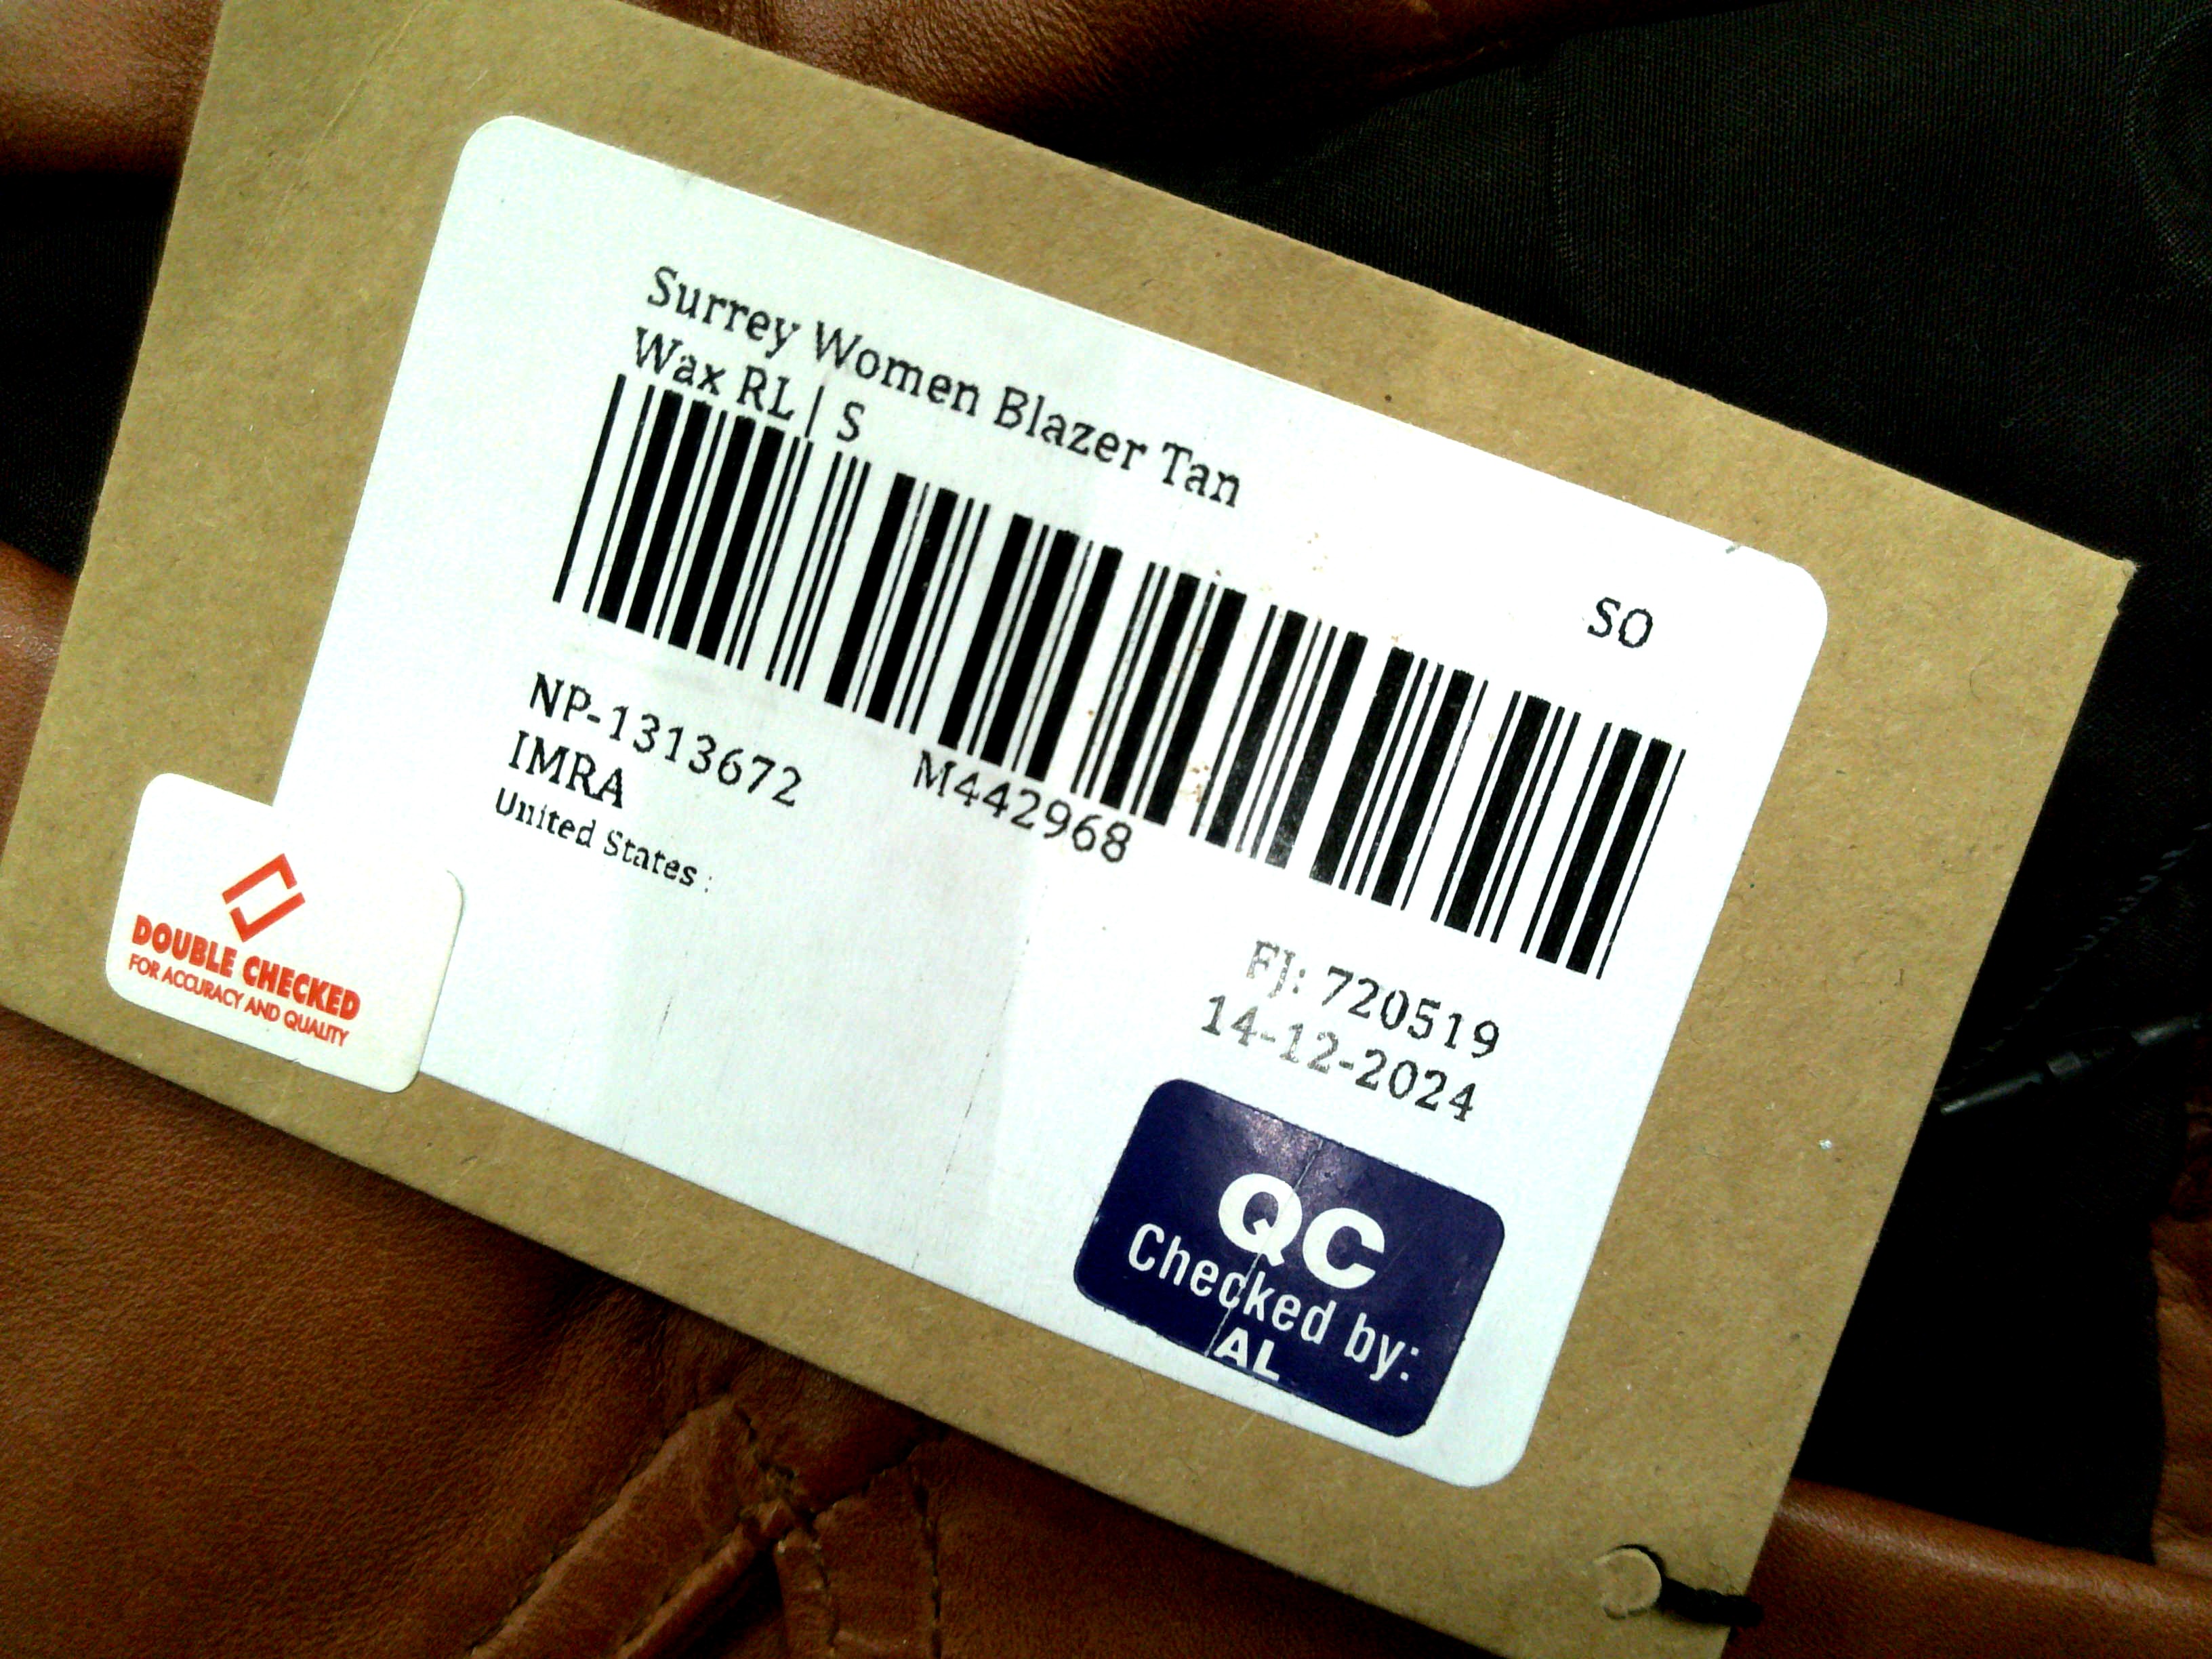 Surrey Women Blazer Tan
Wax RL | S
SO
NP-1313672
M442968
IMRA
United States :
FJ: 720519
14-12-2024
DOUBLE CHECKED
FOR ACCURACY AND QUALITY
QC
Checked by:
AL